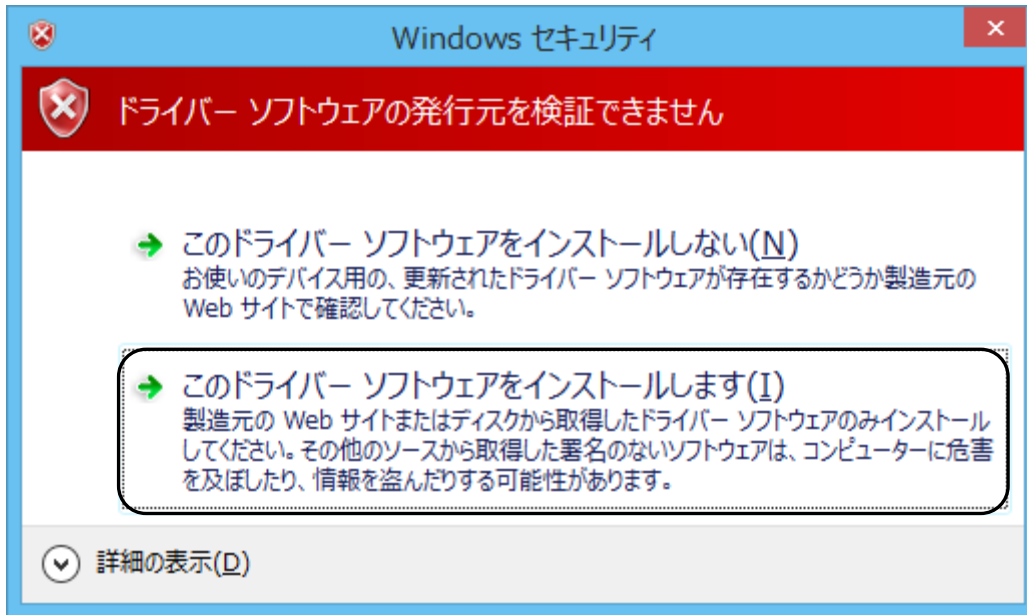 Windows セキュリティ
ドライバー ソフトウェアの発行元を検証できません
このドライバー ソフトウェアをインストールしない(N)
お使いのデバイス用の、更新されたドライバー ソフトウェアが存在するかどうか製造元の
Web サイトで確認してください。
このドライバー ソフトウェアをインストールします(I)
製造元の Web サイトまたはディスクから取得したドライバー ソフトウェアのみインストール
してください。その他のソースから取得した署名のないソフトウェアは、コンピューターに危害
を及ぼしたり、情報を盗んだりする可能性があります。
詳細の表示(D)